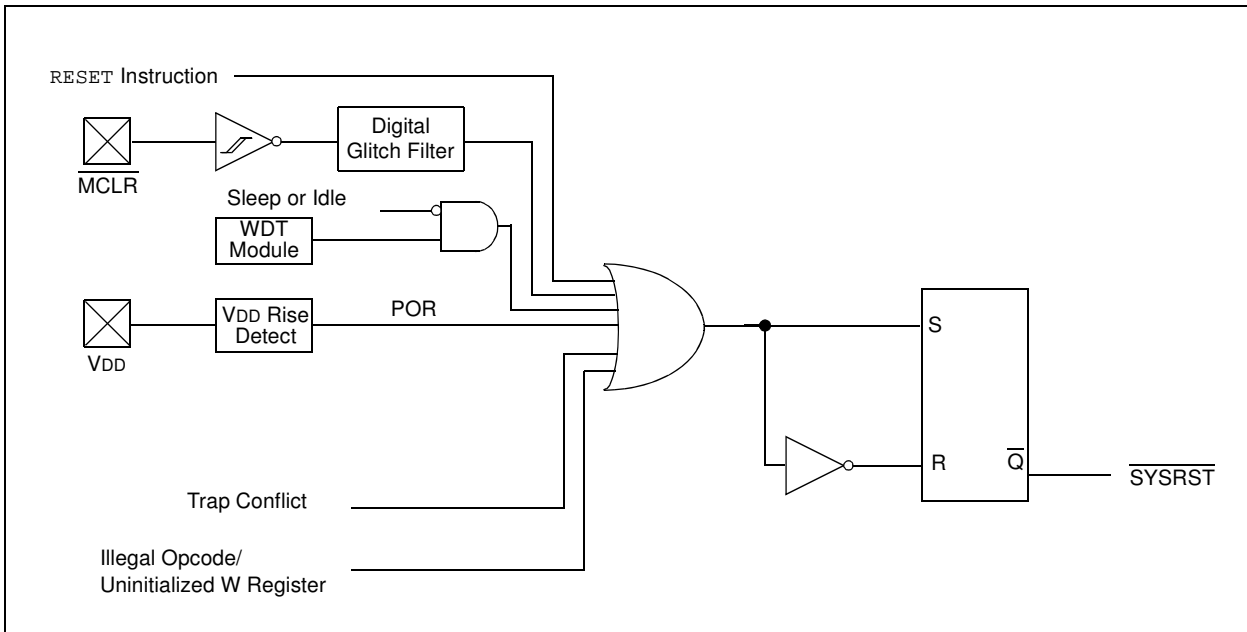 RESET Instruction
Digital
Glitch Filter
MCLR
Sleep or Idle
WDT
Module
VDD Rise
Detect
POR
VDD
S
R
Q
SYSRST
Trap Conflict
Illegal Opcode/
Uninitialized W Register